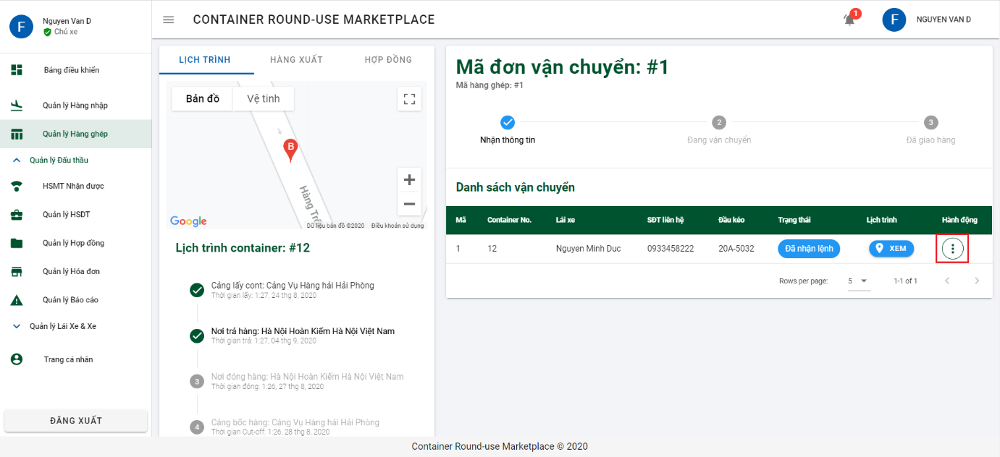 F
Nguyen Van D
Chủ xe
Bảng điều khiển
Quản lý Hàng nhập
Quản lý Hàng ghép
Quản lý Đấu thầu
HSMT Nhận được
Quản lý HSDT
Quản lý Hợp đồng
Quản lý Hóa đơn
Quản lý Báo cáo
Quản lý Lái Xe & Xe
Trang cá nhân
ĐĂNG XUẤT
CONTAINER ROUND-USE MARKETPLACE
1
F
NGUYEN VAN D
LỊCH TRÌNH HÀNG XUẤT HỢP ĐỒNG
Bản đồ Vệ tinh
B
Hàng Trố
Google
Dữ liệu bản đồ ©2020 Điều khoản sử dụng
Lịch trình container: #12
Cảng lấy cont: Cảng Vụ Hàng hải Hải Phòng
Thời gian lấy: 1:27, 24 thg 8, 2020
Nơi trả hàng: Hà Nội Hoàn Kiếm Hà Nội Việt Nam
Thời gian trả: 1:27, 04 thg 9, 2020
3 Nơi đóng hàng: Hà Nội Hoàn Kiếm Hà Nội Việt Nam
Thời gian đóng: 1:26, 27 thg 8, 2020
4 Cảng bốc hàng: Cảng Vụ Hàng hải Hải Phòng
Thời gian Cut-off: 1:26, 28 thg 8, 2020
Mã đơn vận chuyển: #1
Mã hàng ghép: #1
2 3
Nhận thông tin Đang vận chuyển Đã giao hàng
Danh sách vận chuyển
Mã Container No. Lái xe SĐT liên hệ Đầu kéo Trạng thái Lịch trình Hành động
1 12 Nguyen Minh Duc 0933458222 20A-5032 Đã nhận lệnh XEM
Rows per page: 5 1-1 of 1
Container Round-use Marketplace © 2020